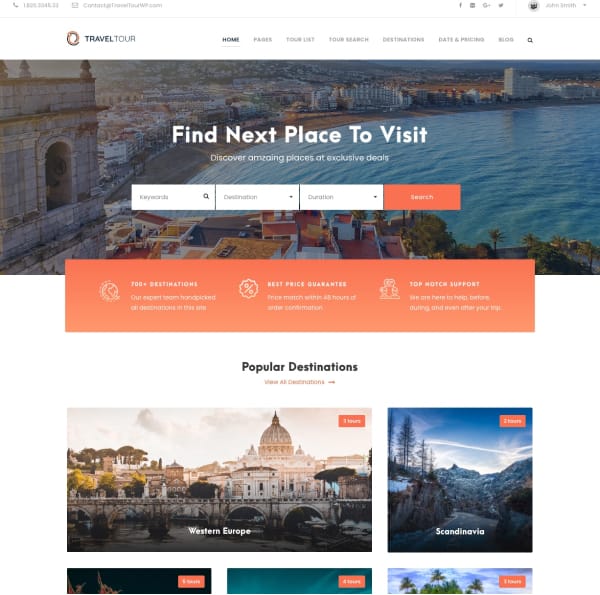 1.800.3345.33 Contact@TravelTourWP.com John Smith
TRAVELTOUR HOME PAGES TOUR LIST TOUR SEARCH DESTINATIONS DATE & PRICING BLOG
Find Next Place To Visit
Discover amzaing places at exclusive deals
Keywords Destination Duration Search
700+ DESTINATIONS
Our expert team handpicked
all destinations in this site
BEST PRICE GUARANTEE
Price match within 48 hours of
order confirmation
TOP NOTCH SUPPORT
We are here to help, before,
during, and even after your trip.
Popular Destinations
View All Destinations
3 tours
Western Europe
2 tours
Scandinavia
5 tours
4 tours
3 tours